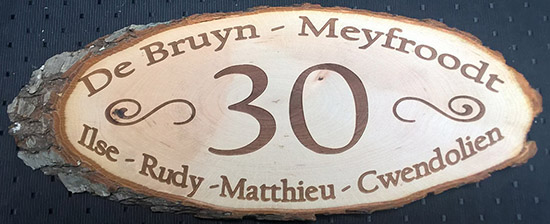 De Bruyn - Meyfroodt
30
Ilse - Rudy - Matthieu - Cwendolien